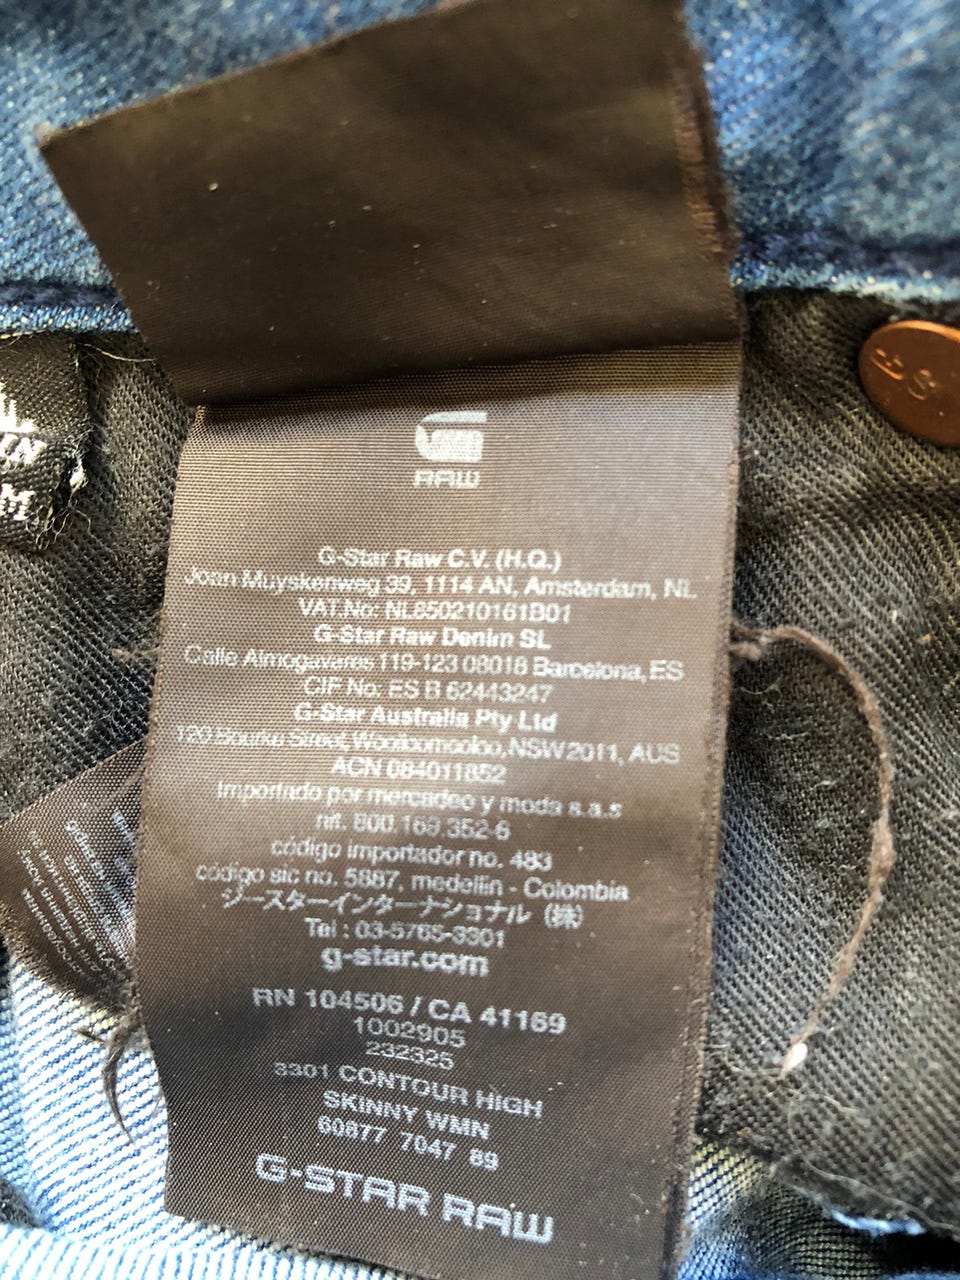 RAW
G-Star Raw C.V. (H.Q.)
Joan Muyskenweg 39, 1114 AN, Amsterdam, NL
VAT.No: NL850210161B01
G-Star Raw Denim SL
Calle Almogavares 119-123 08018 Barcelona, ES
CIF No: ES B 62443247
G-Star Australia Pty Ltd
120 Bourke Street, Woolloomooloo, NSW2011, AUS
ACN 084011852
Importado por mercadeo y moda s.a.s
nit. 800.169.352-6
código importador no. 483
código sic no. 5887, medellin - Colombia
ジースターインターナショナル (株)
Tel : 03-5765-3301
g-star.com
RN 104506 / CA 41169
1002905
232325
3301 CONTOUR HIGH
SKINNY WMN
60877 7047 89
G-STAR RAW